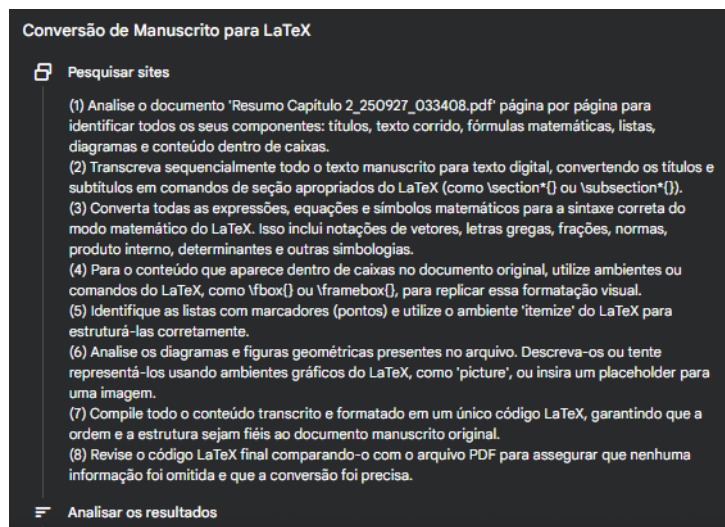 Conversão de Manuscrito para LaTeX
Pesquisar sites
(1) Analise o documento 'Resumo Capítulo 2_250927_033408.pdf' página por página para
identificar todos os seus componentes: títulos, texto corrido, fórmulas matemáticas, listas,
diagramas e conteúdo dentro de caixas.
(2) Transcreva sequencialmente todo o texto manuscrito para texto digital, convertendo os títulos e
subtítulos em comandos de seção apropriados do LaTeX (como \section*{} ou \subsection*{}).
(3) Converta todas as expressões, equações e símbolos matemáticos para a sintaxe correta do
modo matemático do LaTeX. Isso inclui notações de vetores, letras gregas, frações, normas,
produto interno, determinantes e outras simbologias.
(4) Para o conteúdo que aparece dentro de caixas no documento original, utilize ambientes ou
comandos do LaTeX, como \fbox{} ou \framebox{}, para replicar essa formatação visual.
(5) Identifique as listas com marcadores (pontos) e utilize o ambiente 'itemize' do LaTeX para
estruturá-las corretamente.
(6) Analise os diagramas e figuras geométricas presentes no arquivo. Descreva-os ou tente
representá-los usando ambientes gráficos do LaTeX, como 'picture', ou insira um placeholder para
uma imagem.
(7) Compile todo o conteúdo transcrito e formatado em um único código LaTeX, garantindo que a
ordem e a estrutura sejam fiéis ao documento manuscrito original.
(8) Revise o código LaTeX final comparando-o com o arquivo PDF para assegurar que nenhuma
informação foi omitida e que a conversão foi precisa.
Analisar os resultados